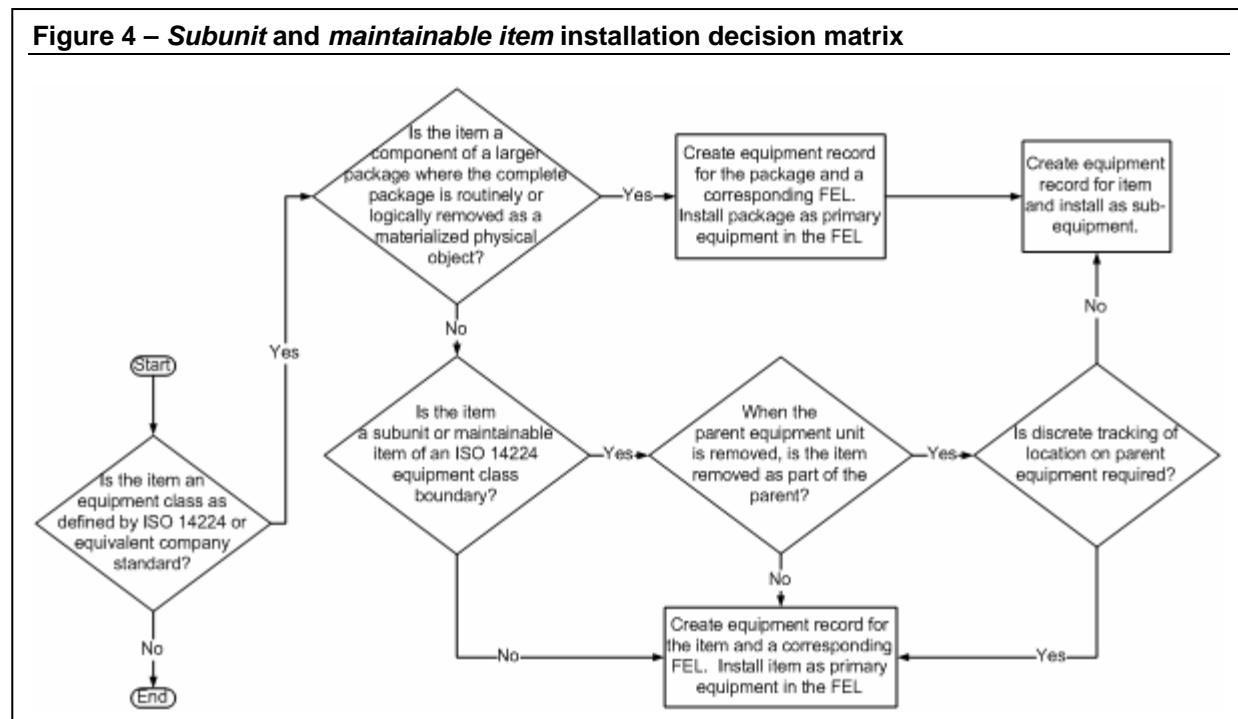 Figure 4 – Subunit and maintainable item installation decision matrix
Is the item a
component of a larger
package where the complete
package is routinely or
logically removed as a
materialized physical
object?
Yes
Create equipment record
for the package and a
corresponding FEL.
Install package as primary
equipment in the FEL
Create equipment
record for item
and install as sub-
equipment.
No
No
Yes
Start
Is the item an
equipment class as
defined by ISO 14224 or
equivalent company
standard?
Is the item
a subunit or maintainable
item of an ISO 14224
equipment class
boundary?
Yes
When the
parent equipment unit
is removed, is the item
removed as part of the
parent?
Yes
Is discrete tracking of
location on parent
equipment required?
No
No
End
No
Create equipment record for
the item and a corresponding
FEL. Install item as primary
equipment in the FEL
Yes